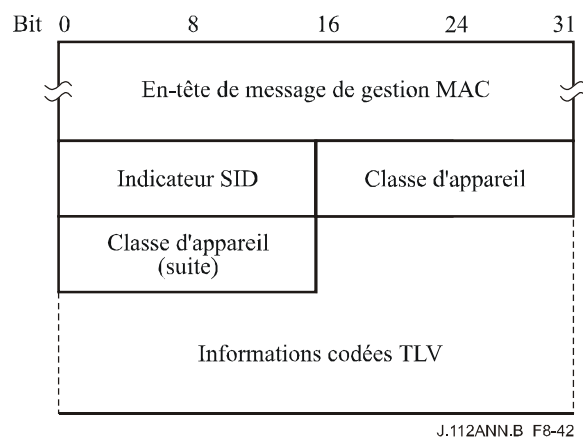 Bit 0 8 16 24 31
En-tête de message de gestion MAC
Indicateur SID Classe d'appareil
Classe d'appareil
(suite)
Informations codées TLV
J.112ANN.B F8-42